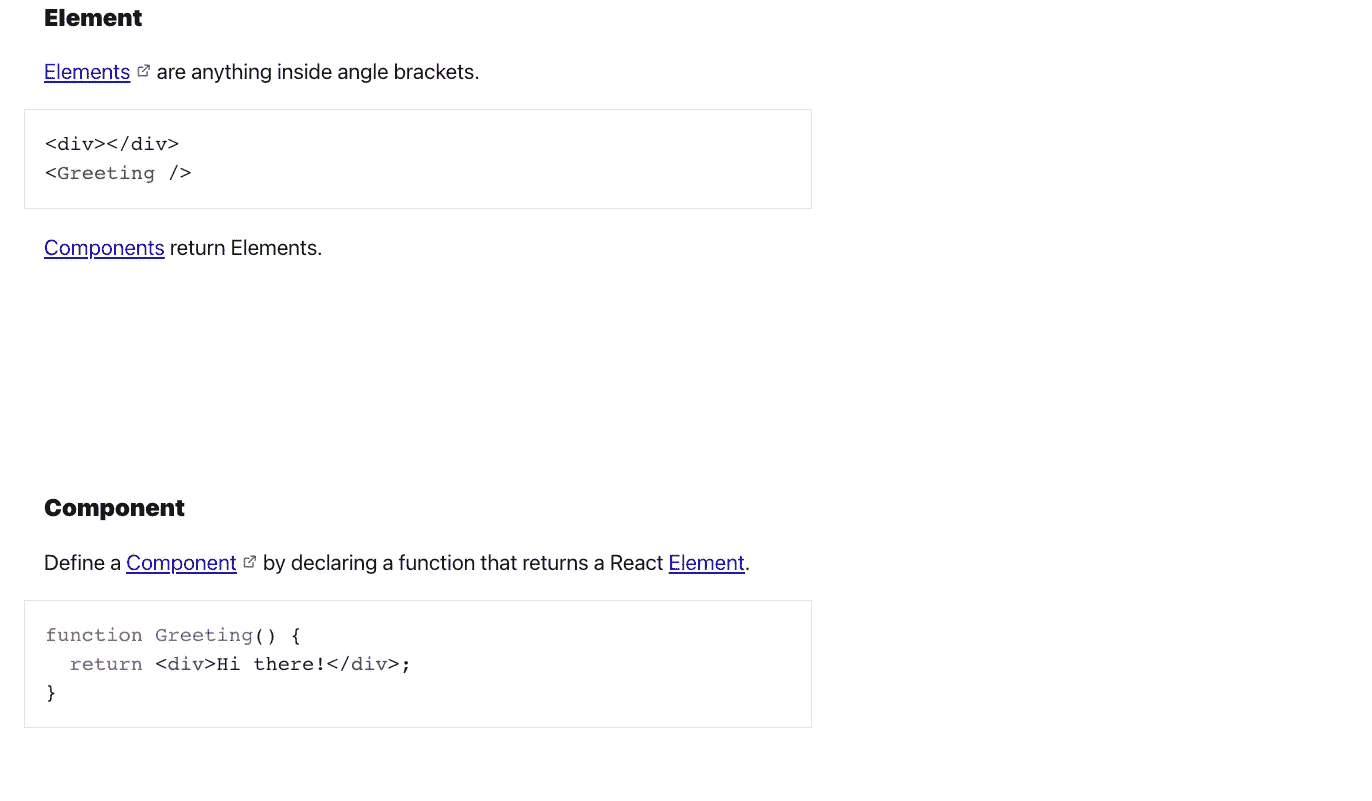 Element
Elements are anything inside angle brackets.
<div></div>
<Greeting />
Components return Elements.
Component
Define a Component by declaring a function that returns a React Element.
function Greeting() {
  return <div>Hi there!</div>;
}